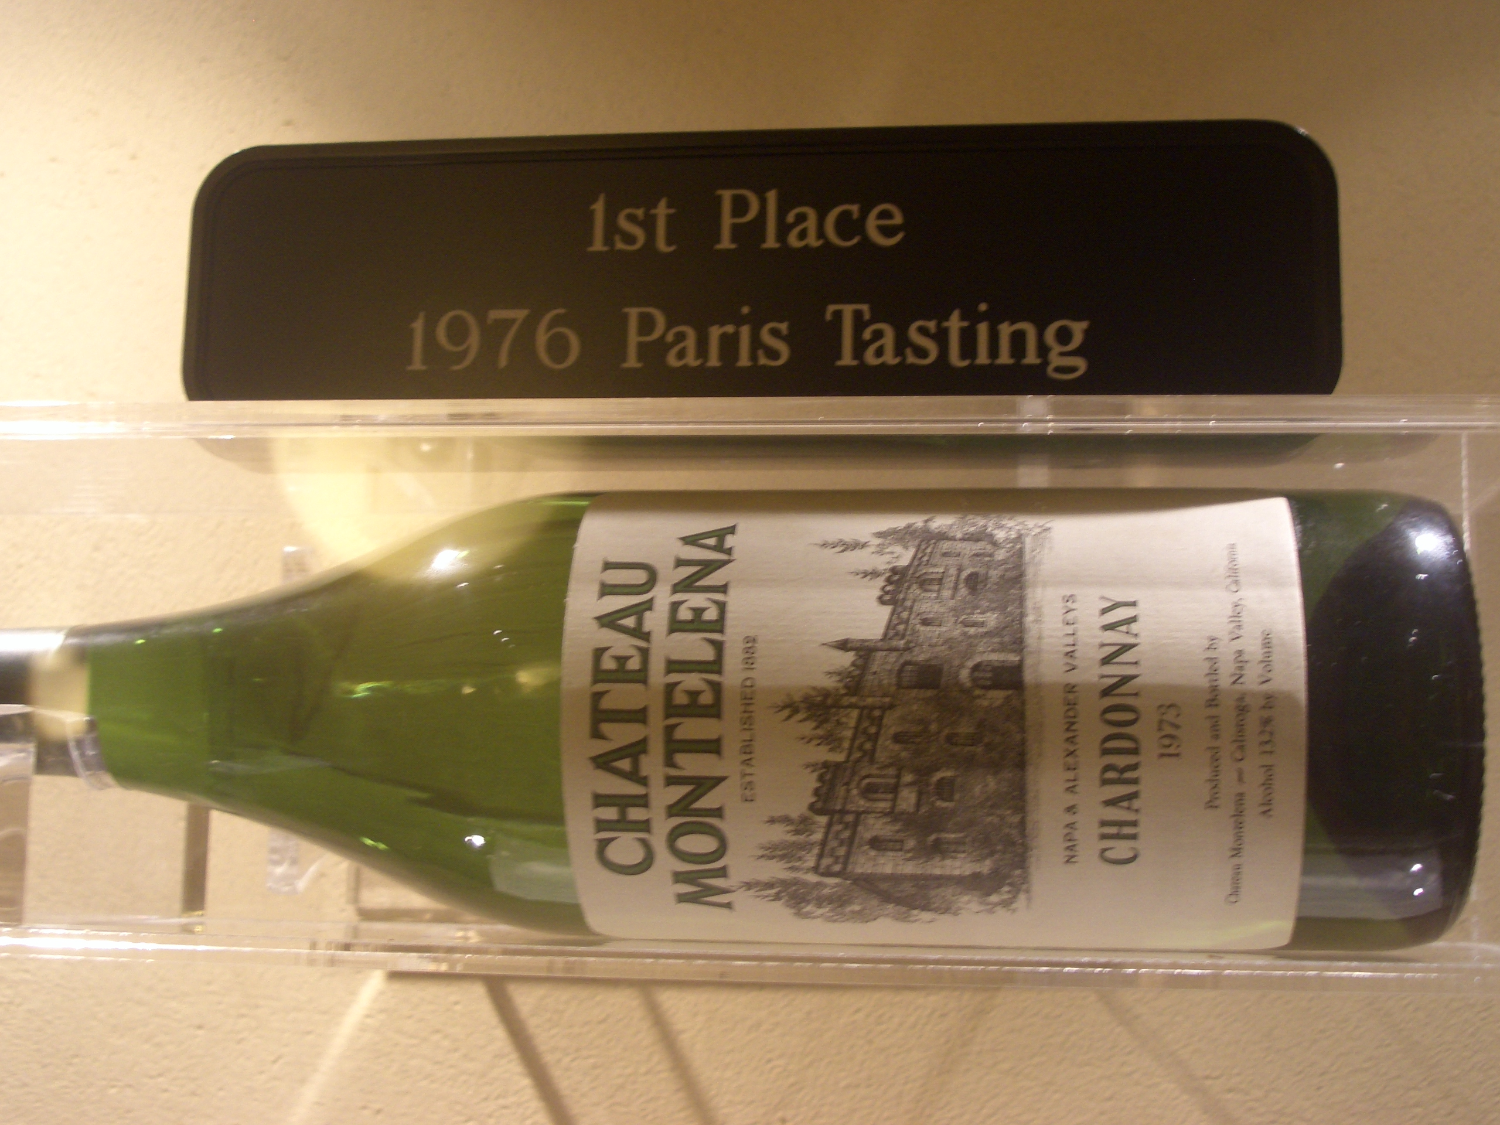 1st Place
1976 Paris Tasting
CHATEAU
MONTELENA
ESTABLISHED 1882
NAPA & ALEXANDER VALLEYS
CHARDONNAY
1973
Produced and Bottled by
Chateau Montelena — Calistoga, Napa Valley, California
Alcohol 13.2% by Volume